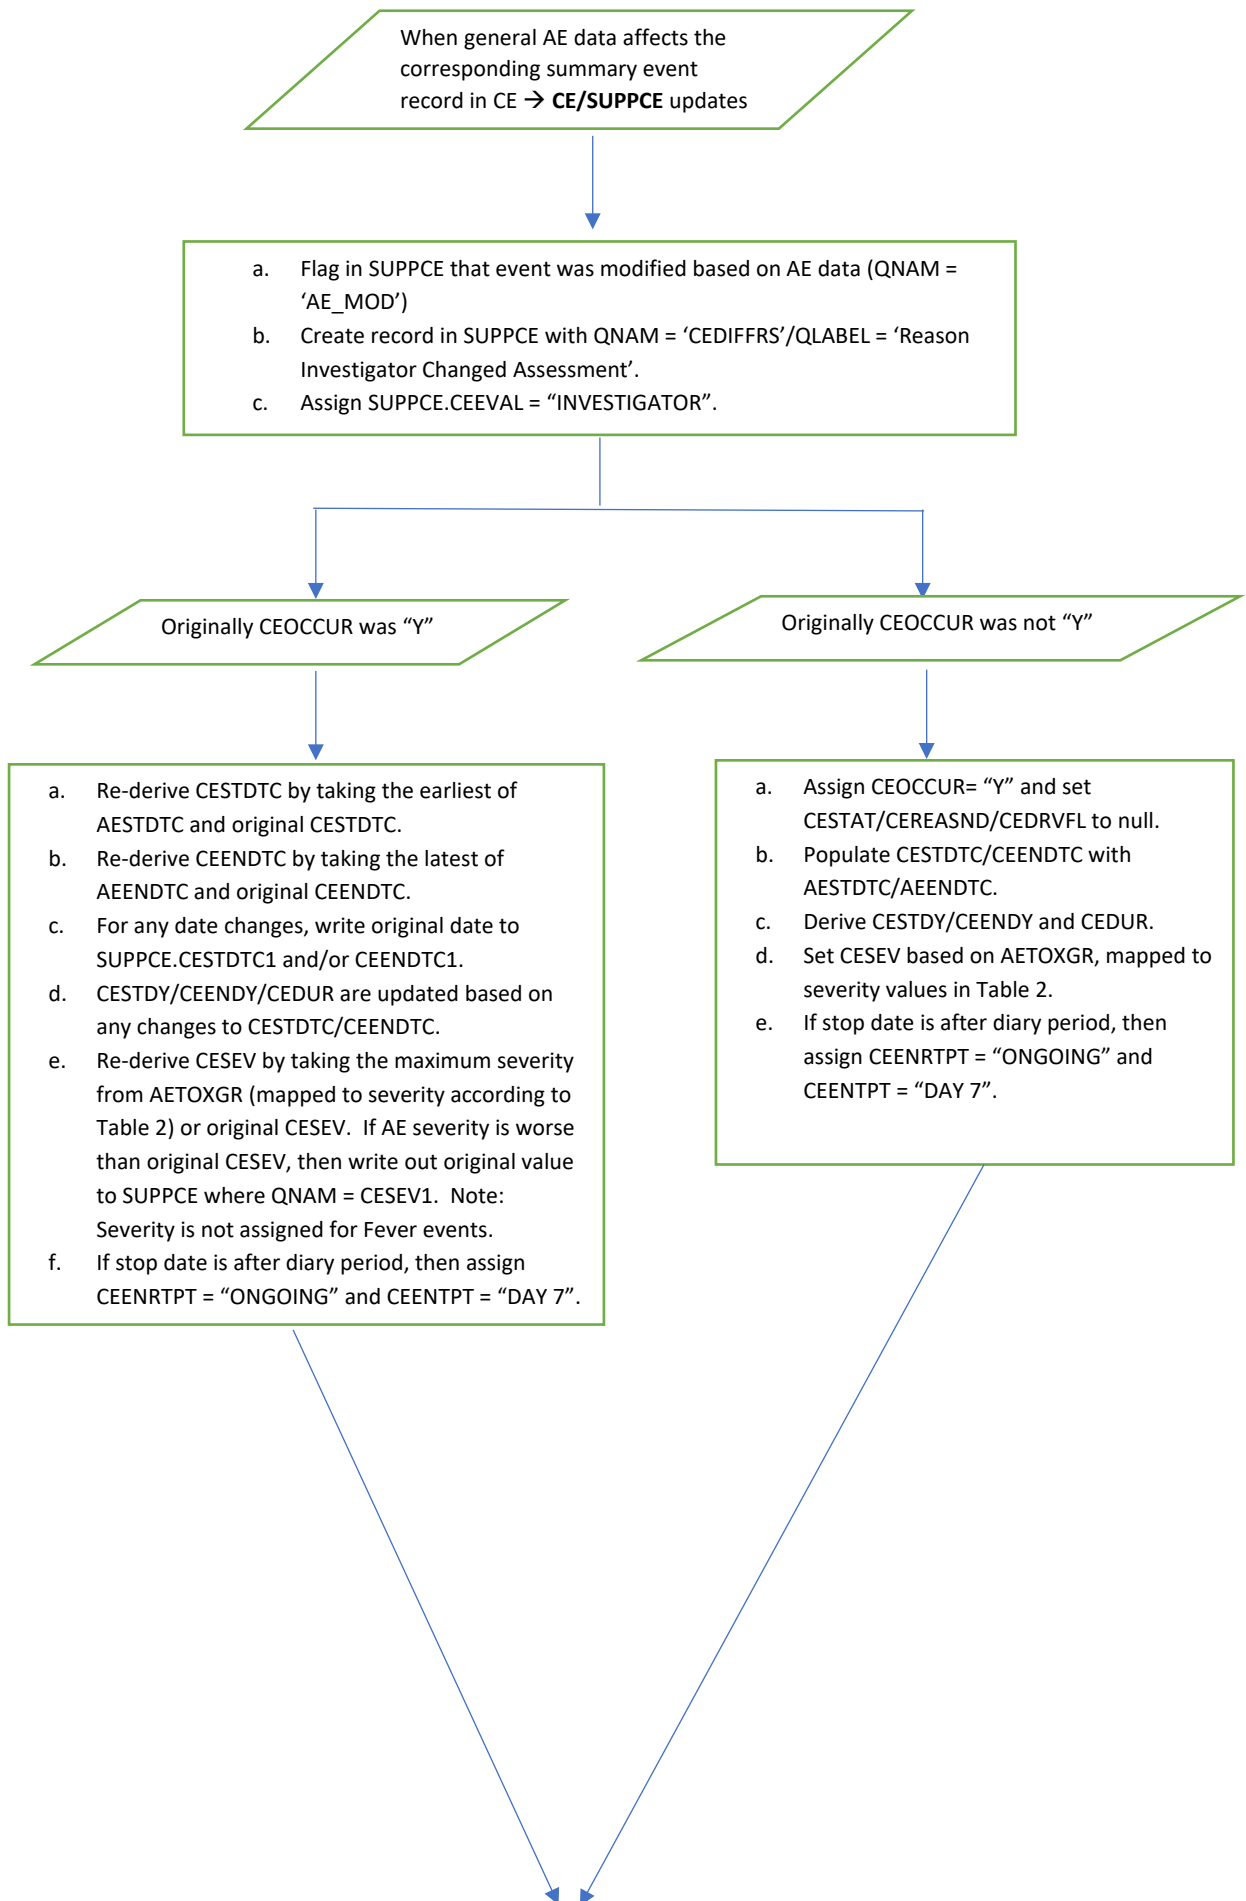 When general AE data affects the
corresponding summary event
record in CE → CE/SUPPCE updates
a. Flag in SUPPCE that event was modified based on AE data (QNAM =
‘AE_MOD’)
b. Create record in SUPPCE with QNAM = ‘CEDIFFRS’/QLABEL = ‘Reason
Investigator Changed Assessment’.
c. Assign SUPPCE.CEEVAL = “INVESTIGATOR”.
Originally CEOCCUR was “Y”
Originally CEOCCUR was not “Y”
a. Re-derive CESTDTC by taking the earliest of
AESTDTC and original CESTDTC.
b. Re-derive CEENDTC by taking the latest of
AEENDTC and original CEENDTC.
c. For any date changes, write original date to
SUPPCE.CESTDTC1 and/or CEENDTC1.
d. CESTDY/CEENDY/CEDUR are updated based on
any changes to CESTDTC/CEENDTC.
e. Re-derive CESEV by taking the maximum severity
from AETOXGR (mapped to severity according to
Table 2) or original CESEV.  If AE severity is worse
than original CESEV, then write out original value
to SUPPCE where QNAM = CESEV1.  Note:
Severity is not assigned for Fever events.
f. If stop date is after diary period, then assign
CEENRTPT = “ONGOING” and CEENTPT = “DAY 7”.
a. Assign CEOCCUR= “Y” and set
CESTAT/CEREASND/CEDRVFL to null.
b. Populate CESTDTC/CEENDTC with
AESTDTC/AEENDTC.
c. Derive CESTDY/CEENDY and CEDUR.
d. Set CESEV based on AETOXGR, mapped to
severity values in Table 2.
e. If stop date is after diary period, then
assign CEENRTPT = “ONGOING” and
CEENTPT = “DAY 7”.